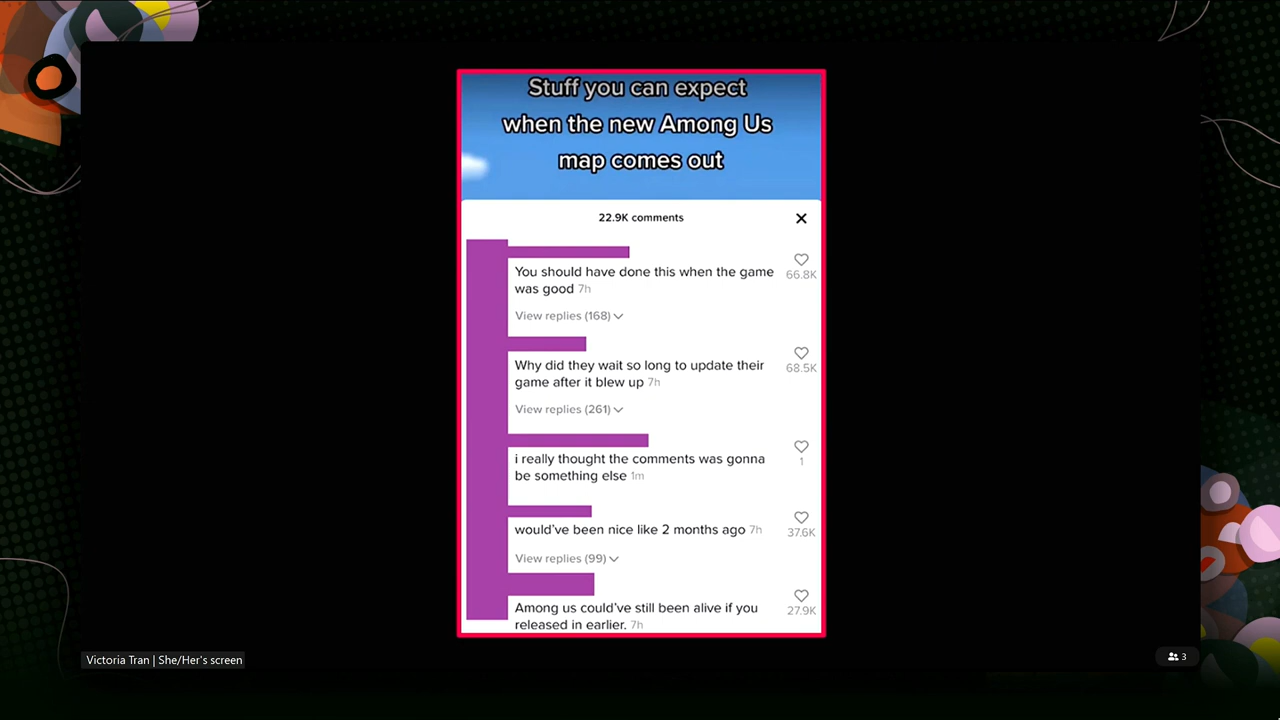 Stuff you can expect
when the new Among Us
map comes out
22.9K comments
You should have done this when the game
was good 7h
66.8K
View replies (168)
Why did they wait so long to update their
game after it blew up 7h
68.5K
View replies (261)
i really thought the comments was gonna
be something else 1m
1
would've been nice like 2 months ago 7h
37.6K
View replies (99)
Among us could've still been alive if you
released in earlier. 7h
27.9K
Victoria Tran | She/Her's screen
3